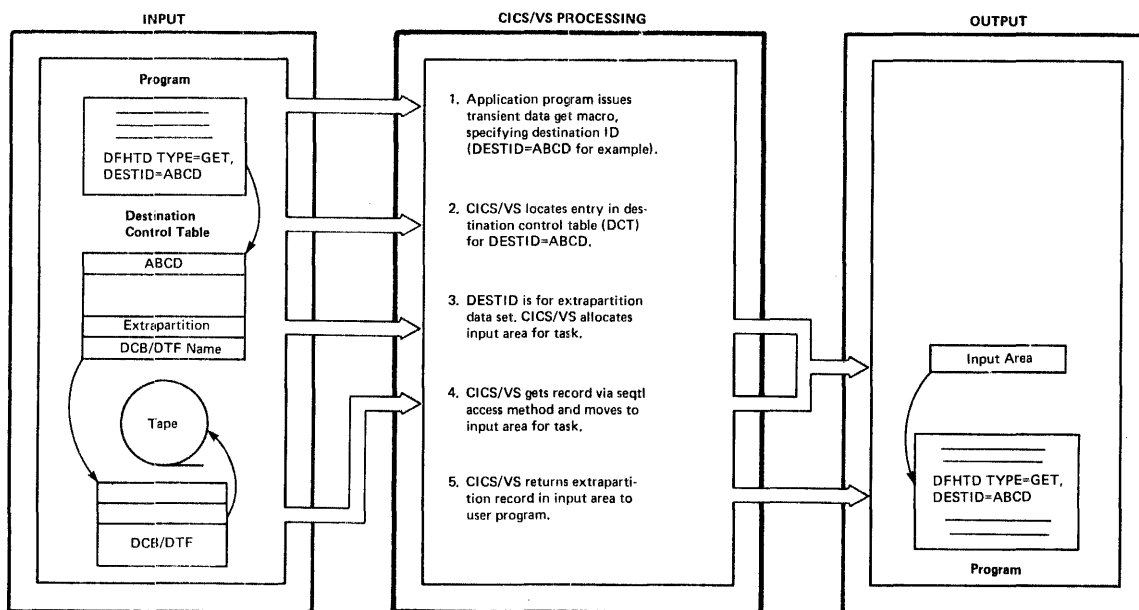 INPUT
Program
DFHTD TYPE=GET,
DESTID=ABCD
Destination
Control Table
ABCD
Extrapartition
DCB/DTF Name
Tape
DCB/DTF
CICS/VS PROCESSING
1. Application program issues
transient data get macro,
specifying destination ID
(DESTID=ABCD for example).
2. CICS/VS locates entry in des-
tination control table (DCT)
for DESTID=ABCD.
3. DESTID is for extrapartition
data set. CICS/VS allocates
input area for task.
4. CICS/VS gets record via seqtl
access method and moves to
input area for task.
5. CICS/VS returns extraparti-
tion record in input area to
user program.
OUTPUT
Input Area
DFHTD TYPE=GET,
DESTID=ABCD
Program